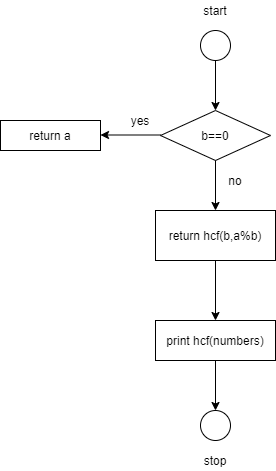 start
yes
return a
b==0
no
return hcf(b,a%b)
print hcf(numbers)
stop